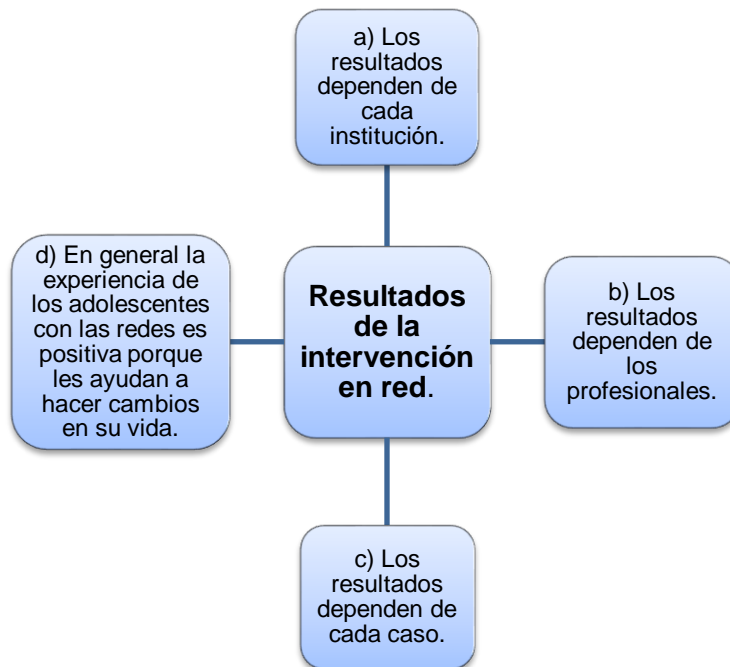 a) Los
resultados
dependen de
cada
institución.
d) En general la
experiencia de
los adolescentes
con las redes es
positiva porque
les ayudan a
hacer cambios
en su vida.
Resultados
de la
intervención
en red.
b) Los
resultados
dependen de
los
profesionales.
c) Los
resultados
dependen de
cada caso.